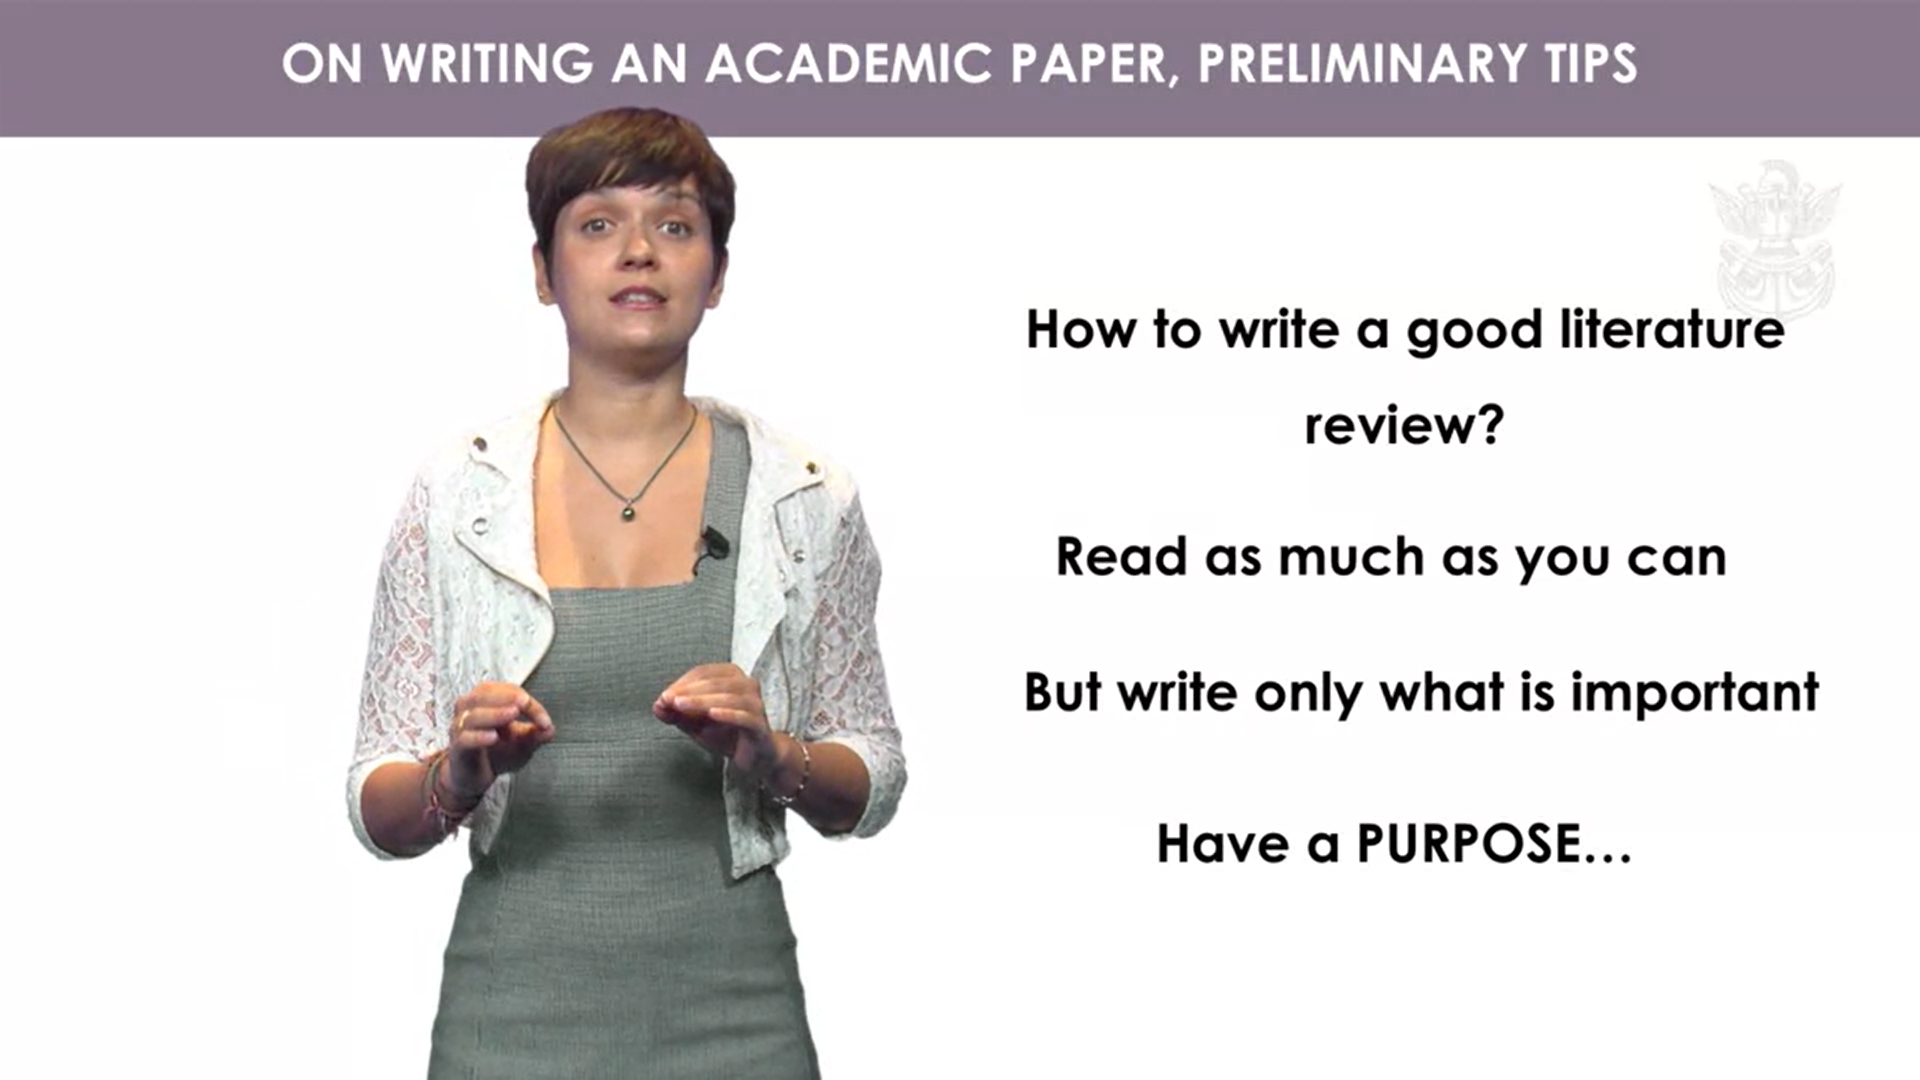 ON WRITING AN ACADEMIC PAPER, PRELIMINARY TIPS
How to write a good literature
review?
Read as much as you can
But write only what is important
Have a PURPOSE...